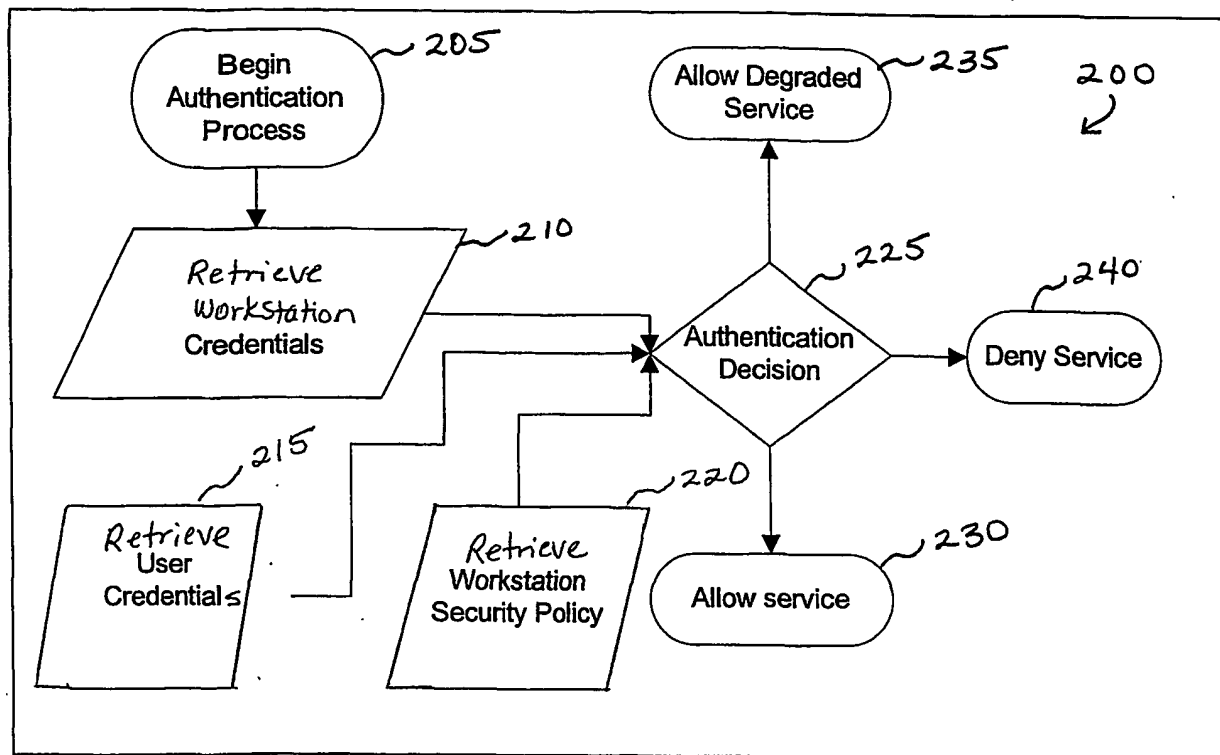 Begin
Authentication
Process
205
Allow Degraded
Service
235
200
Retrieve
Workstation
Credentials
210
Authentication
Decision
225
Deny Service
240
Retrieve
User
Credentials
215
Retrieve
Workstation
Security Policy
220
Allow service
230